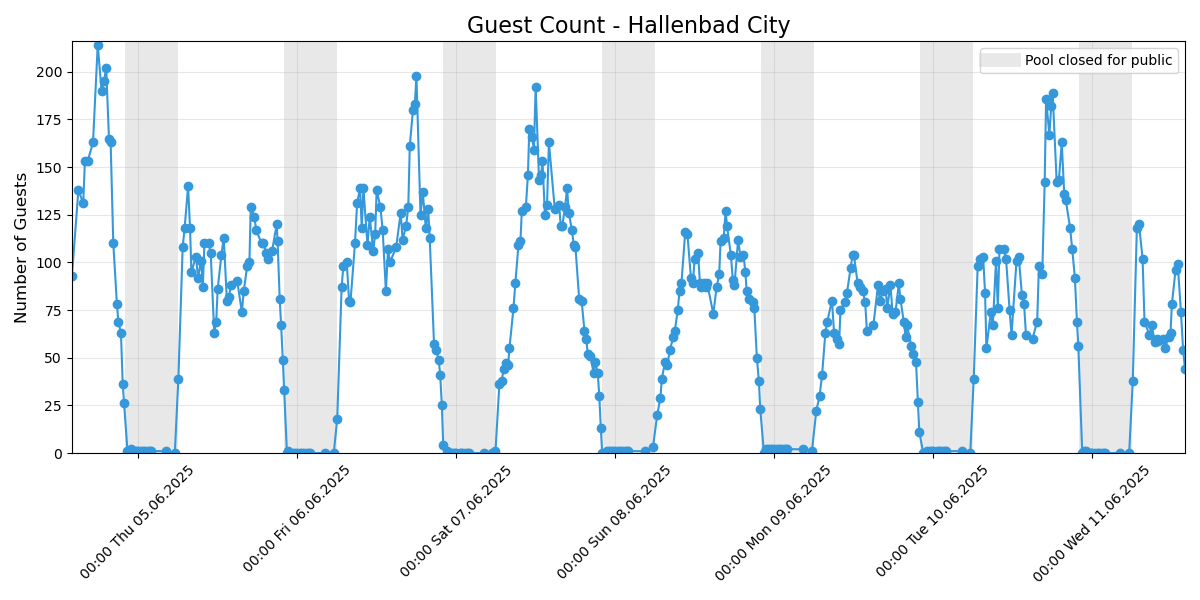 Guest Count - Hallenbad City
Pool closed for public
Number of Guests
200
175
150
125
100
75
50
25
0
00:00 Thu 05.06.2025
00:00 Fri 06.06.2025
00:00 Sat 07.06.2025
00:00 Sun 08.06.2025
00:00 Mon 09.06.2025
00:00 Tue 10.06.2025
00:00 Wed 11.06.2025